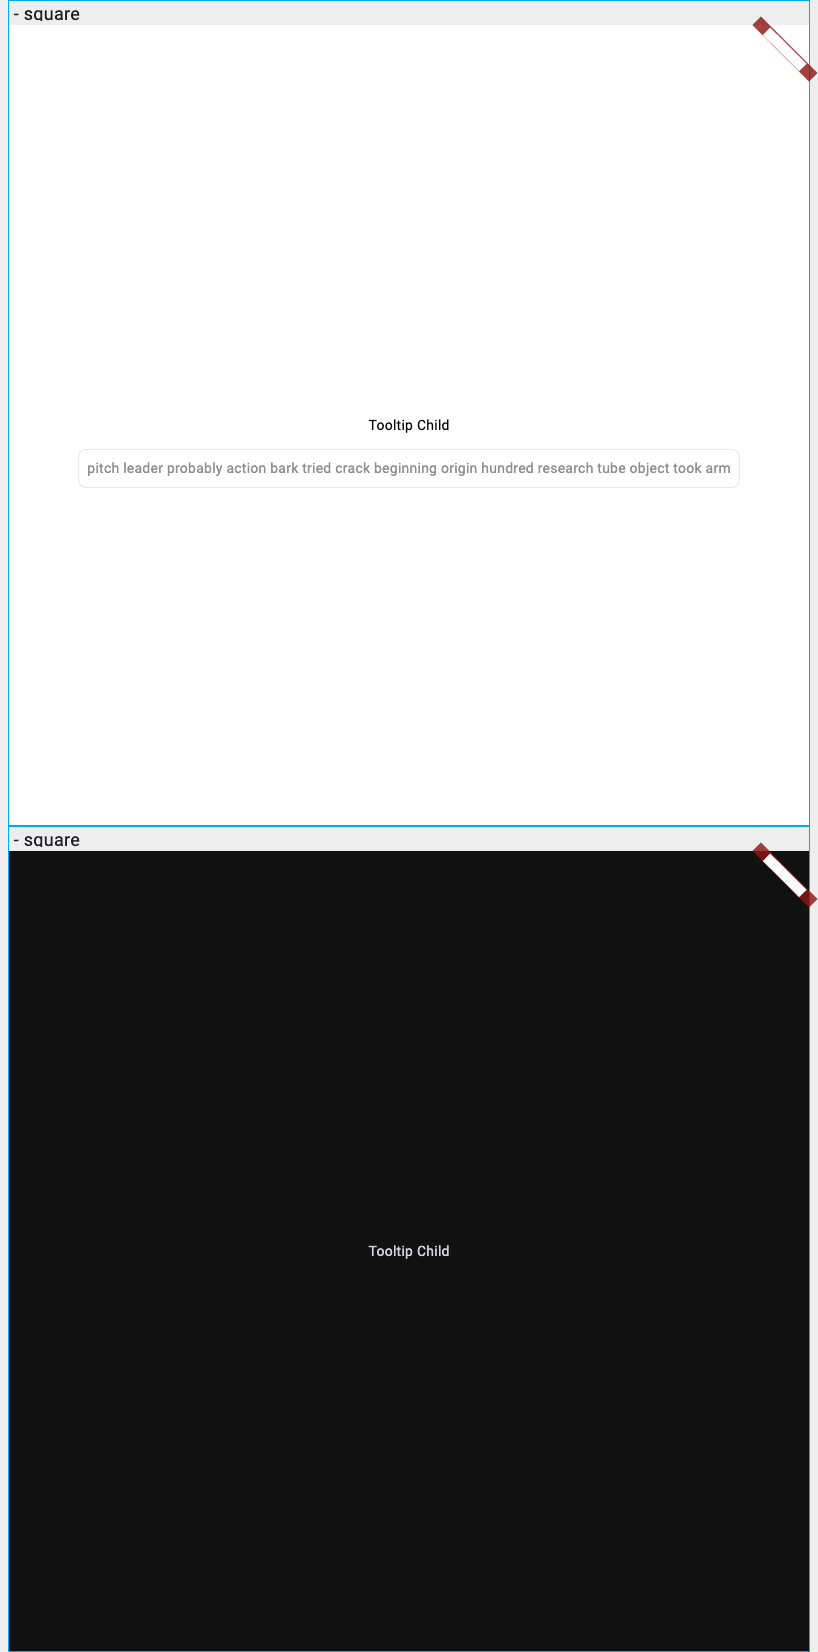 - square
Tooltip Child
pitch leader probably action bark tried crack beginning origin hundred research tube object took arm
- square
Tooltip Child